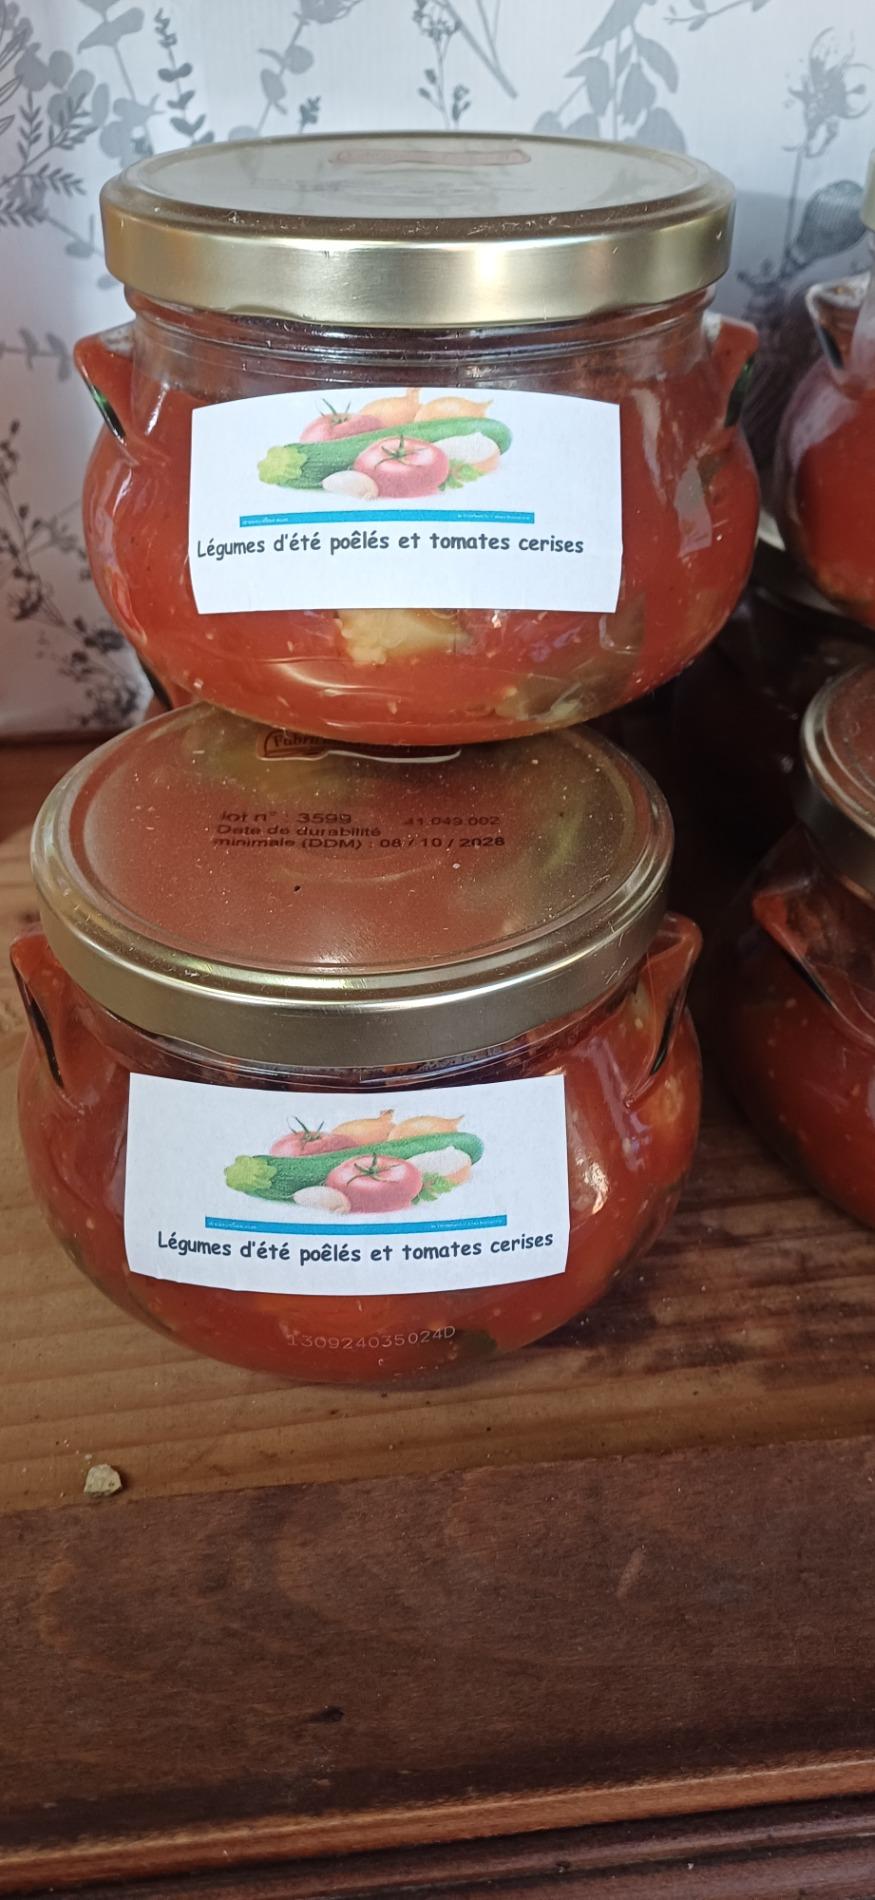 Légumes d'été poêlés et tomates cerises
lot n° : 3599 41.049.002
Date de durabilité
minimale (DDM) : 08 / 10 / 2028
Légumes d'été poêlés et tomates cerises
130924035024D